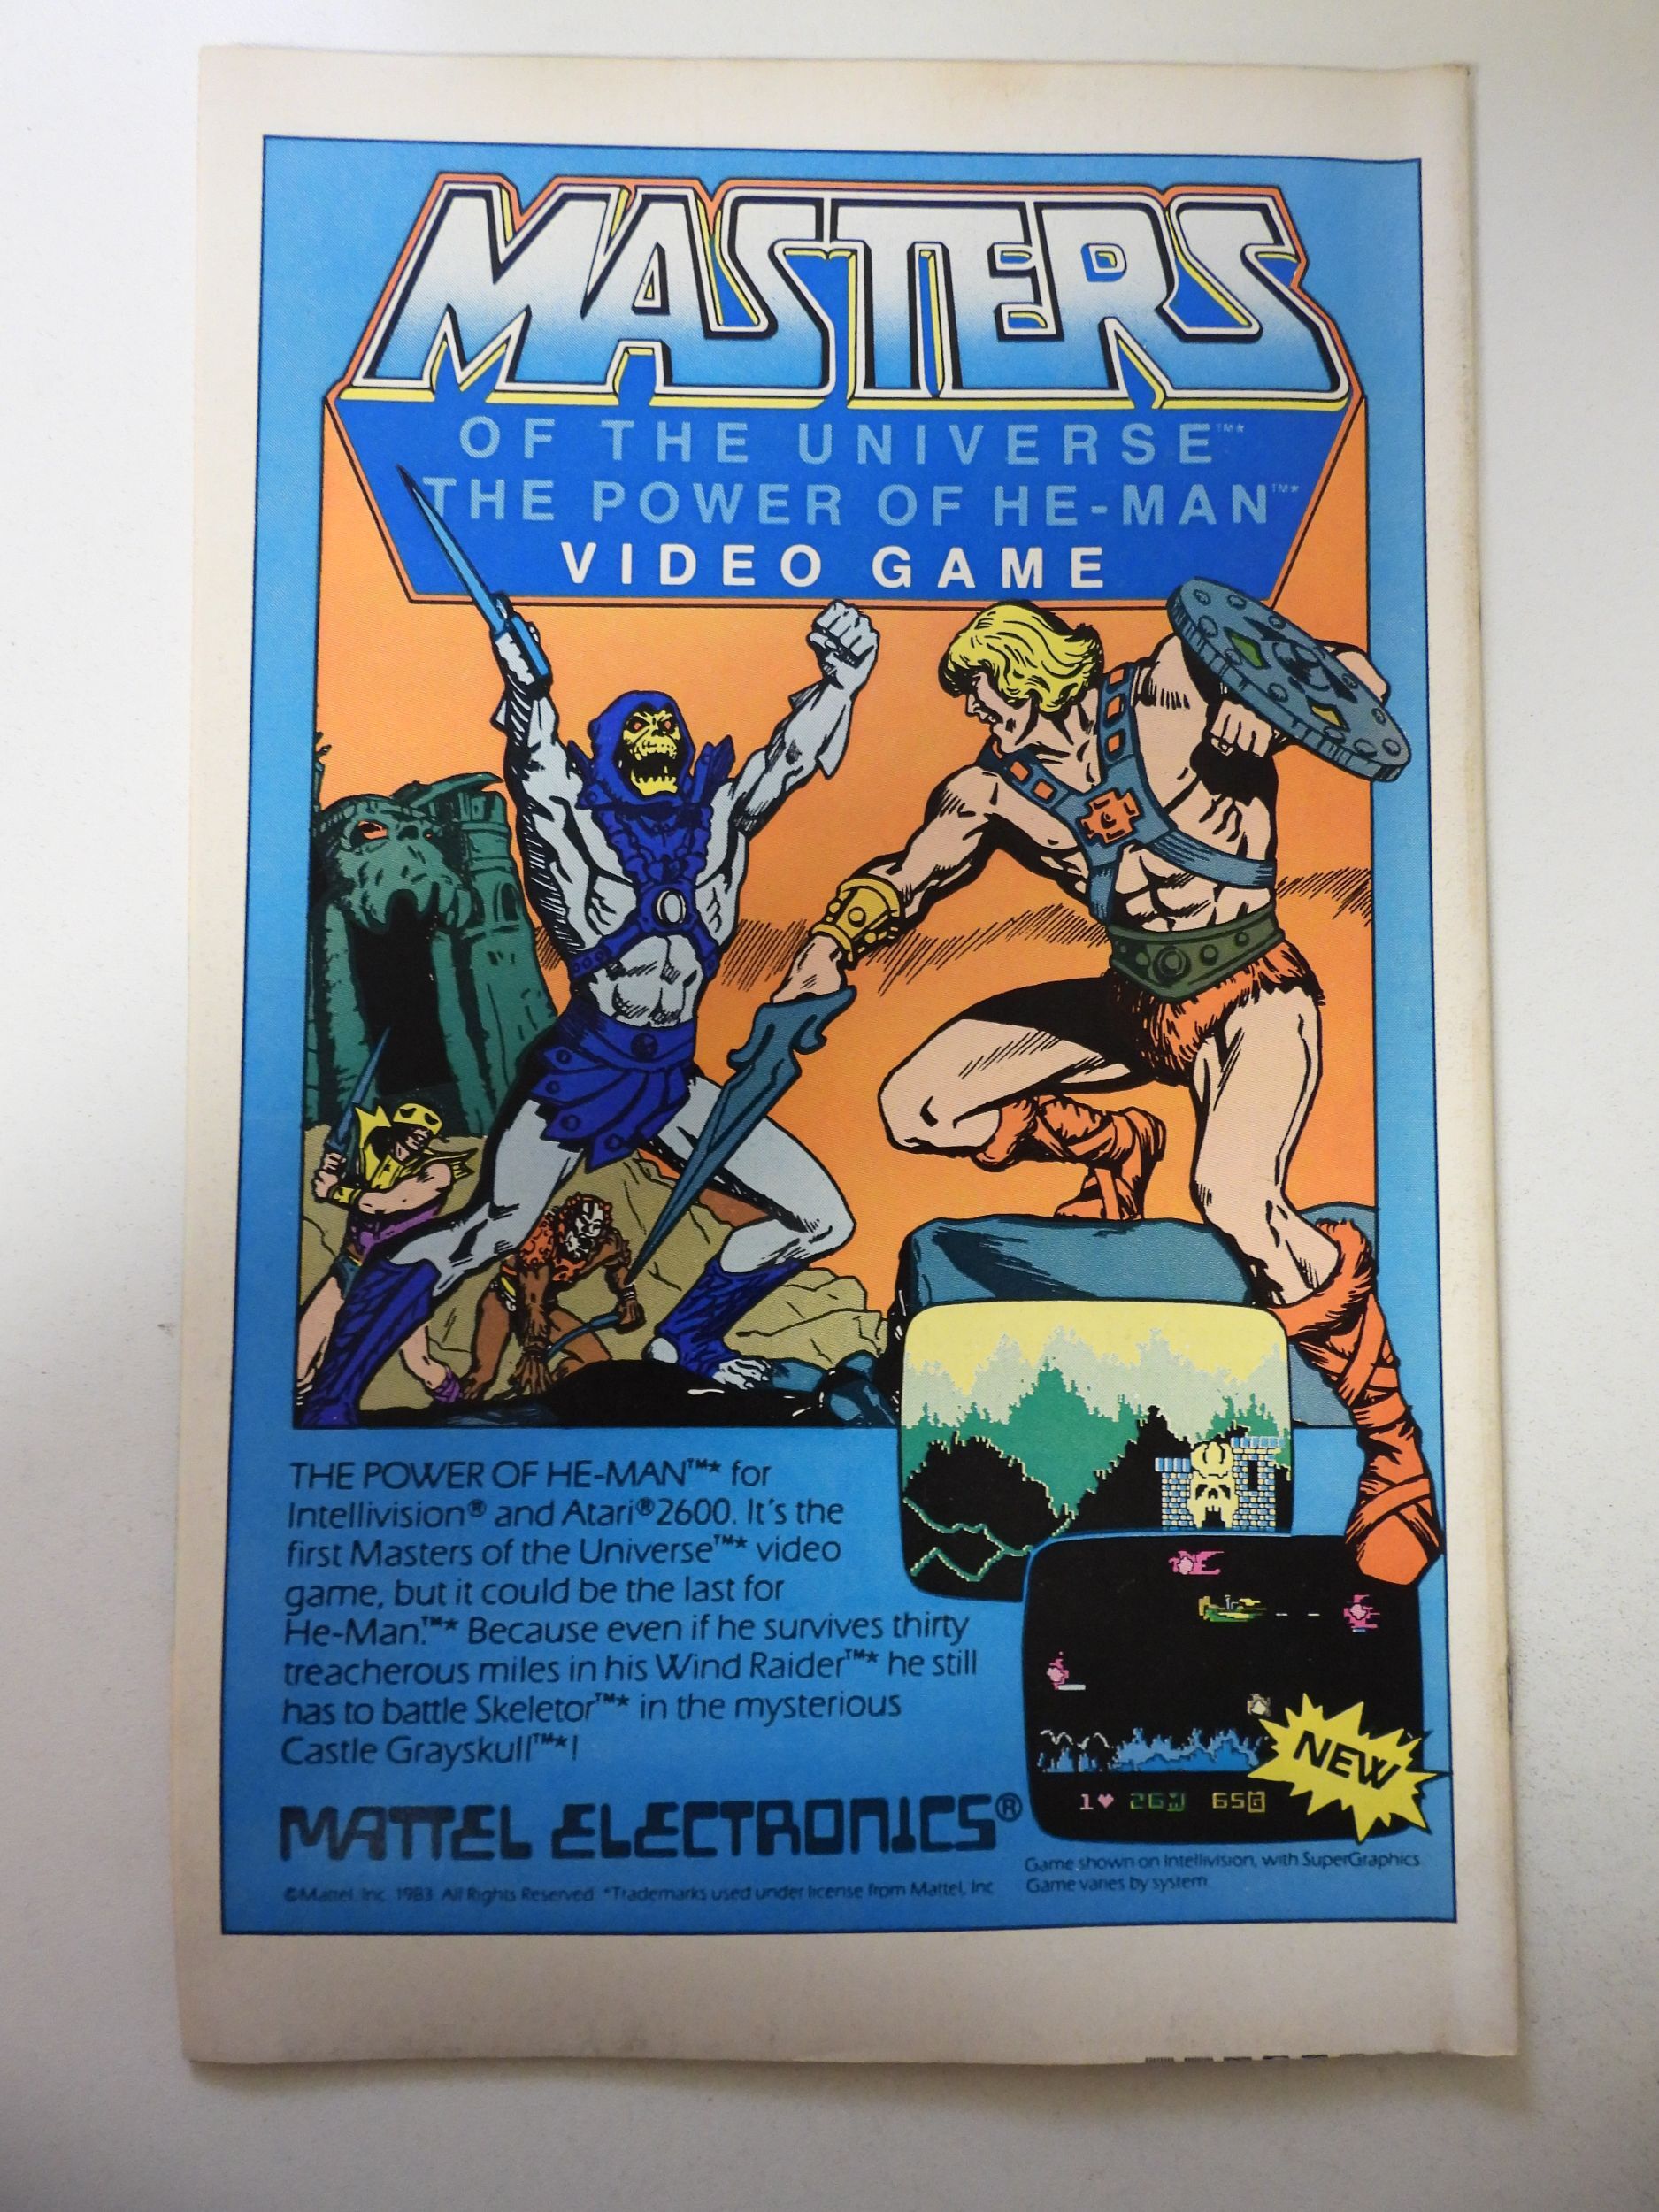 MASTERS
OF THE UNIVERSE™*
THE POWER OF HE-MAN™*
VIDEO GAME
THE POWER OF HE-MAN™* for
Intellivision® and Atari® 2600. It's the
first Masters of the Universe™* video
game, but it could be the last for
He-Man.™* Because even if he survives thirty
treacherous miles in his Wind Raider™* he still
has to battle Skeletor™* in the mysterious
Castle Grayskull™*!
NEW
1♥ 26M 65
MATTEL ELECTRONICS®
Game shown on Intellivision, with SuperGraphics
Game varies by system
©Mattel, Inc. 1983. All Rights Reserved. *Trademarks used under license from Mattel, Inc.